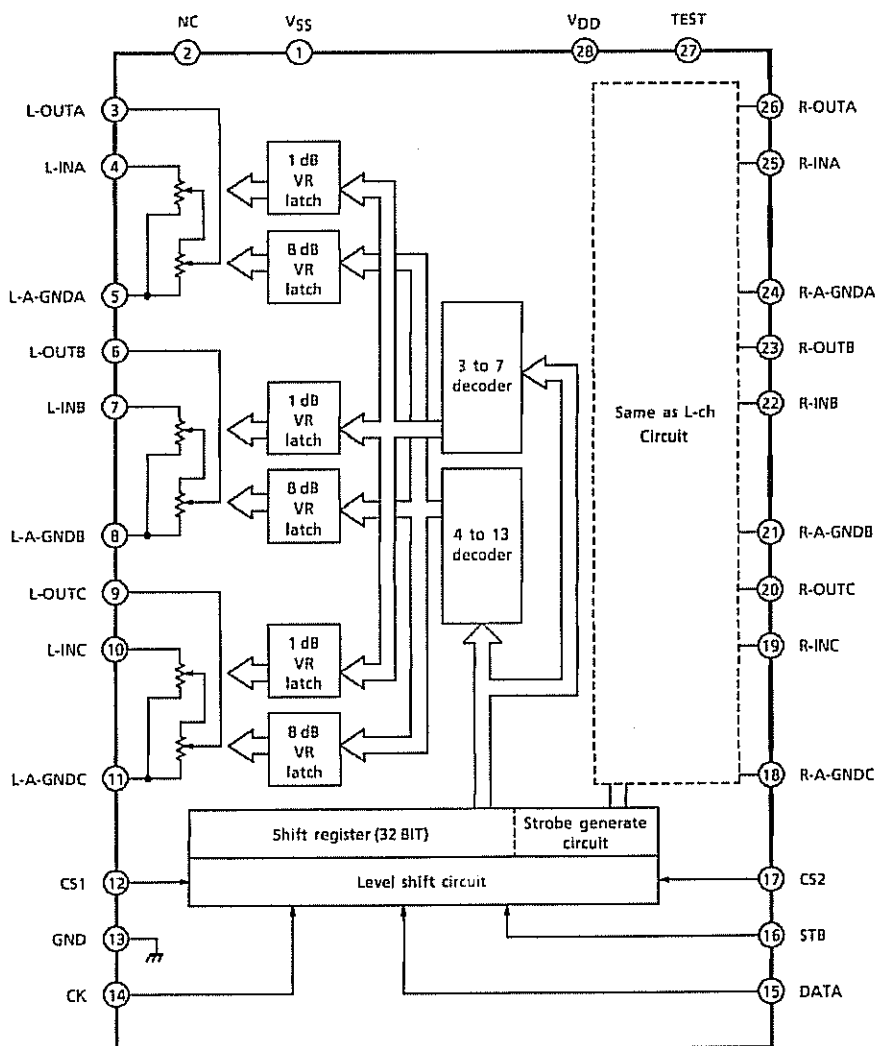 NC
VSS
VDD
TEST
2
1
28
27
L-OUTA
3
L-INA
4
L-A-GNDA
5
L-OUTB
6
L-INB
7
L-A-GNDB
8
L-OUTC
9
L-INC
10
L-A-GNDC
11
CS1
12
GND
13
CK
14
1 dB
VR
latch
8 dB
VR
latch
1 dB
VR
latch
8 dB
VR
latch
1 dB
VR
latch
8 dB
VR
latch
3 to 7
decoder
4 to 13
decoder
Same as L-ch
Circuit
Shift register (32 BIT)
Strobe generate
circuit
Level shift circuit
26
R-OUTA
25
R-INA
24
R-A-GNDA
23
R-OUTB
22
R-INB
21
R-A-GNDB
20
R-OUTC
19
R-INC
18
R-A-GNDC
17
CS2
16
STB
15
DATA